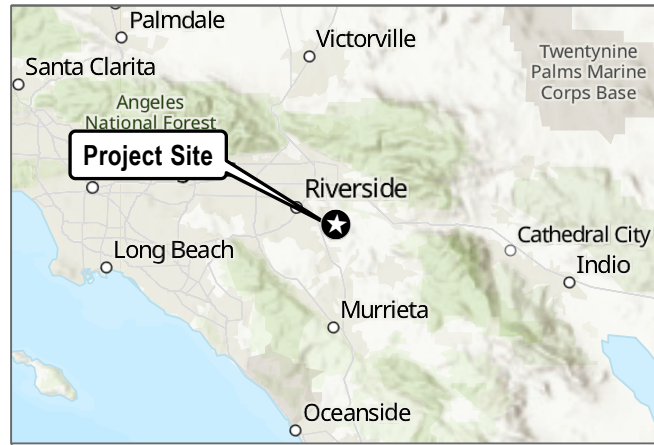 Palmdale
Victorville
Santa Clarita
Twentynine
Palms Marine
Corps Base
Angeles
National Forest
Project Site
Riverside
Cathedral City
Long Beach
Indio
Murrieta
Oceanside